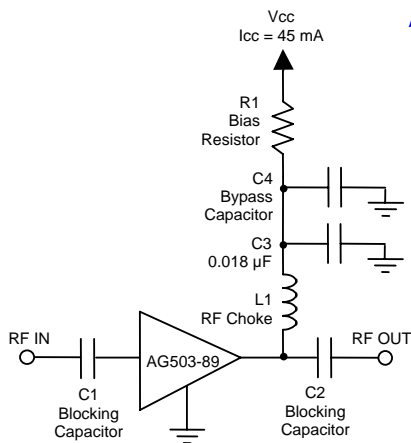 Vcc
Icc = 45 mA
R1
Bias
Resistor
C4
Bypass
Capacitor
C3
0.018 µF
L1
RF Choke
RF IN
AG503-89
RF OUT
C1
Blocking
Capacitor
C2
Blocking
Capacitor